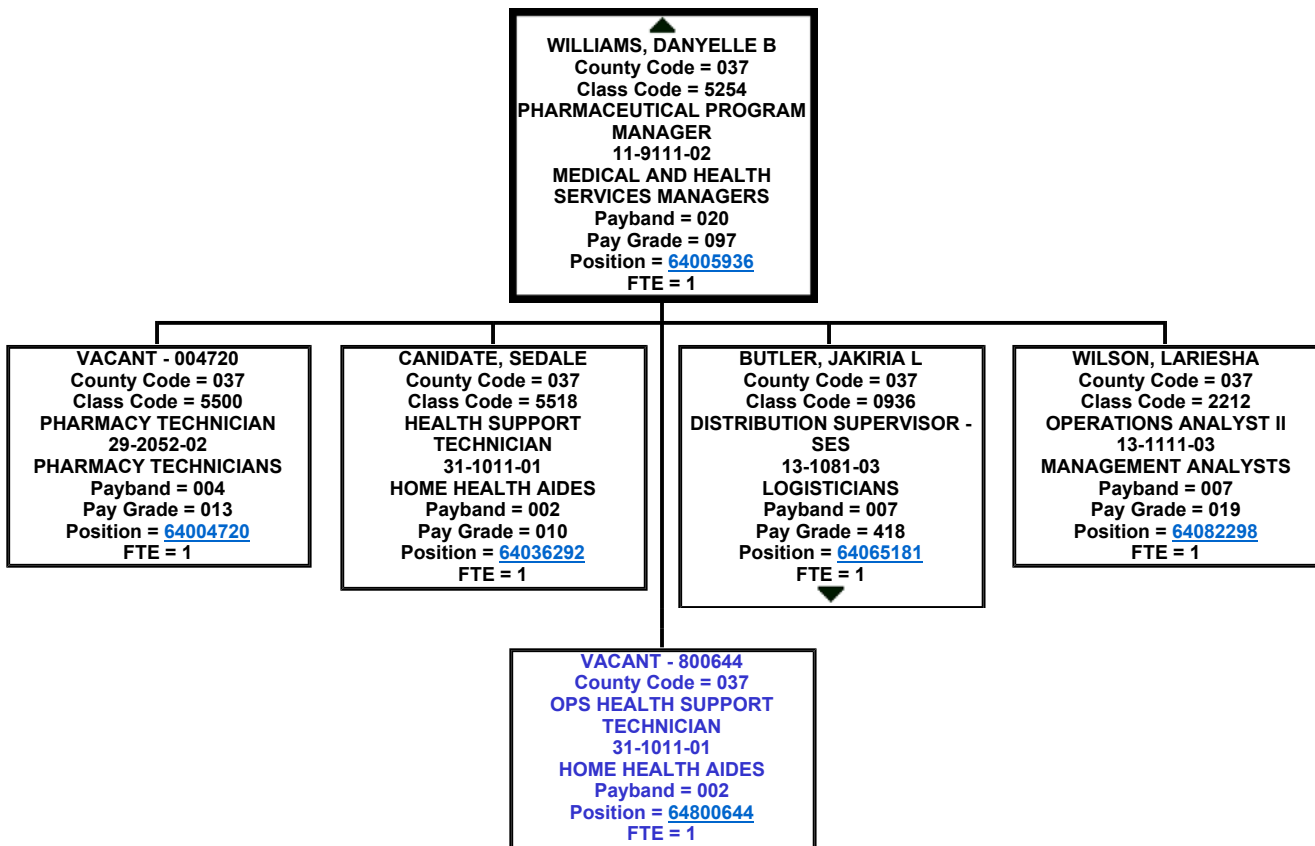 WILLIAMS, DANYELLE B
County Code = 037
Class Code = 5254
PHARMACEUTICAL PROGRAM
MANAGER
11-9111-02
MEDICAL AND HEALTH
SERVICES MANAGERS
Payband = 020
Pay Grade = 097
Position = 64005936
FTE = 1
VACANT - 004720
County Code = 037
Class Code = 5500
PHARMACY TECHNICIAN
29-2052-02
PHARMACY TECHNICIANS
Payband = 004
Pay Grade = 013
Position = 64004720
FTE = 1
CANIDATE, SEDALE
County Code = 037
Class Code = 5518
HEALTH SUPPORT
TECHNICIAN
31-1011-01
HOME HEALTH AIDES
Payband = 002
Pay Grade = 010
Position = 64036292
FTE = 1
BUTLER, JAKIRIA L
County Code = 037
Class Code = 0936
DISTRIBUTION SUPERVISOR -
SES
13-1081-03
LOGISTICIANS
Payband = 007
Pay Grade = 418
Position = 64065181
FTE = 1
WILSON, LARIESHA
County Code = 037
Class Code = 2212
OPERATIONS ANALYST II
13-1111-03
MANAGEMENT ANALYSTS
Payband = 007
Pay Grade = 019
Position = 64082298
FTE = 1
VACANT - 800644
County Code = 037
OPS HEALTH SUPPORT
TECHNICIAN
31-1011-01
HOME HEALTH AIDES
Payband = 002
Position = 64800644
FTE = 1